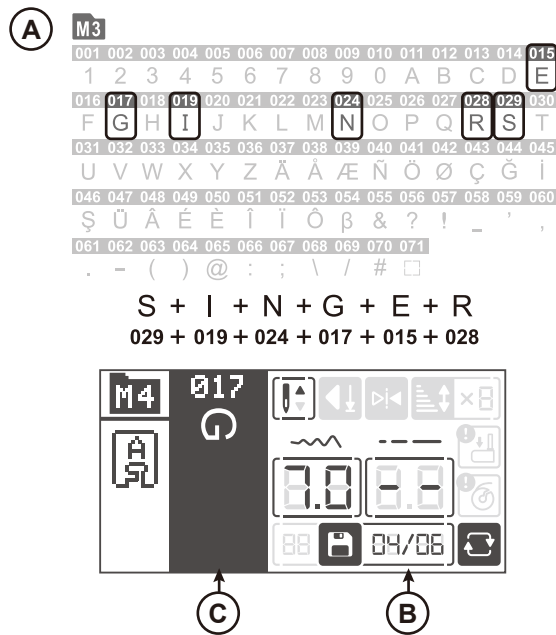 A
M3
001 002 003 004 005 006 007 008 009 010 011 012 013 014 015
1 2 3 4 5 6 7 8 9 0 A B C D E
016 017 018 019 020 021 022 023 024 025 026 027 028 029 030
F G H I J K L M N O P Q R S T
031 032 033 034 035 036 037 038 039 040 041 042 043 044 045
U V W X Y Z Ä Å Æ Ñ Ö Ø Ç Ğ İ
046 047 048 049 050 051 052 053 054 055 056 057 058 059 060
Ş Ü Â É È Î Ï Ô β & ? ! _ ’ ,
061 062 063 064 065 066 067 068 069 070 071
. - ( ) @ : ; \ / #
S + I + N + G + E + R
029 + 019 + 024 + 017 + 015 + 028
M4 017 ×8
G
7.0 - - 8.8
88 04/06
C B